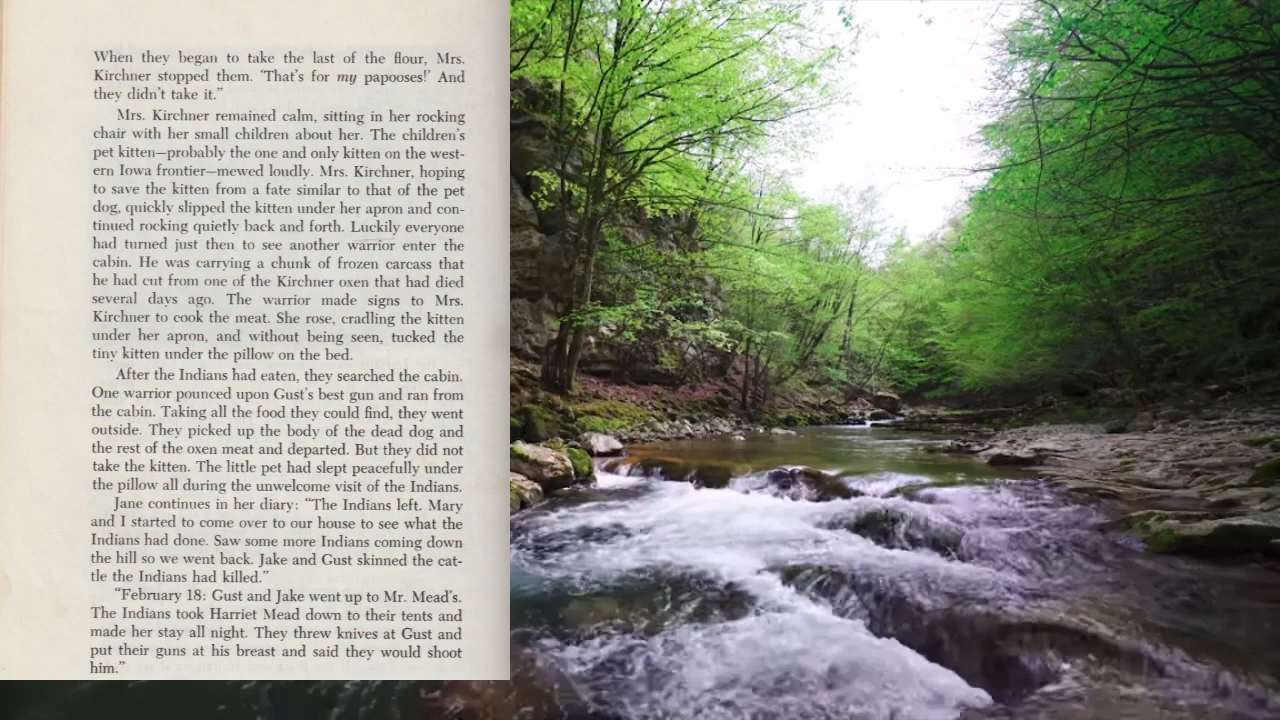 When they began to take the last of the flour, Mrs.
Kirchner stopped them. 'That's for my papooses!' And
they didn't take it."
Mrs. Kirchner remained calm, sitting in her rocking
chair with her small children about her. The children's
pet kitten—probably the one and only kitten on the west-
ern Iowa frontier—mewed loudly. Mrs. Kirchner, hoping
to save the kitten from a fate similar to that of the pet
dog, quickly slipped the kitten under her apron and con-
tinued rocking quietly back and forth. Luckily everyone
had turned just then to see another warrior enter the
cabin. He was carrying a chunk of frozen carcass that
he had cut from one of the Kirchner oxen that had died
several days ago. The warrior made signs to Mrs.
Kirchner to cook the meat. She rose, cradling the kitten
under her apron, and without being seen, tucked the
tiny kitten under the pillow on the bed.
After the Indians had eaten, they searched the cabin.
One warrior pounced upon Gust's best gun and ran from
the cabin. Taking all the food they could find, they went
outside. They picked up the body of the dead dog and
the rest of the oxen meat and departed. But they did not
take the kitten. The little pet had slept peacefully under
the pillow all during the unwelcome visit of the Indians.
Jane continues in her diary: "The Indians left. Mary
and I started to come over to our house to see what the
Indians had done. Saw some more Indians coming down
the hill so we went back. Jake and Gust skinned the cat-
tle the Indians had killed."
"February 18: Gust and Jake went up to Mr. Mead's.
The Indians took Harriet Mead down to their tents and
made her stay all night. They threw knives at Gust and
put their guns at his breast and said they would shoot
him."